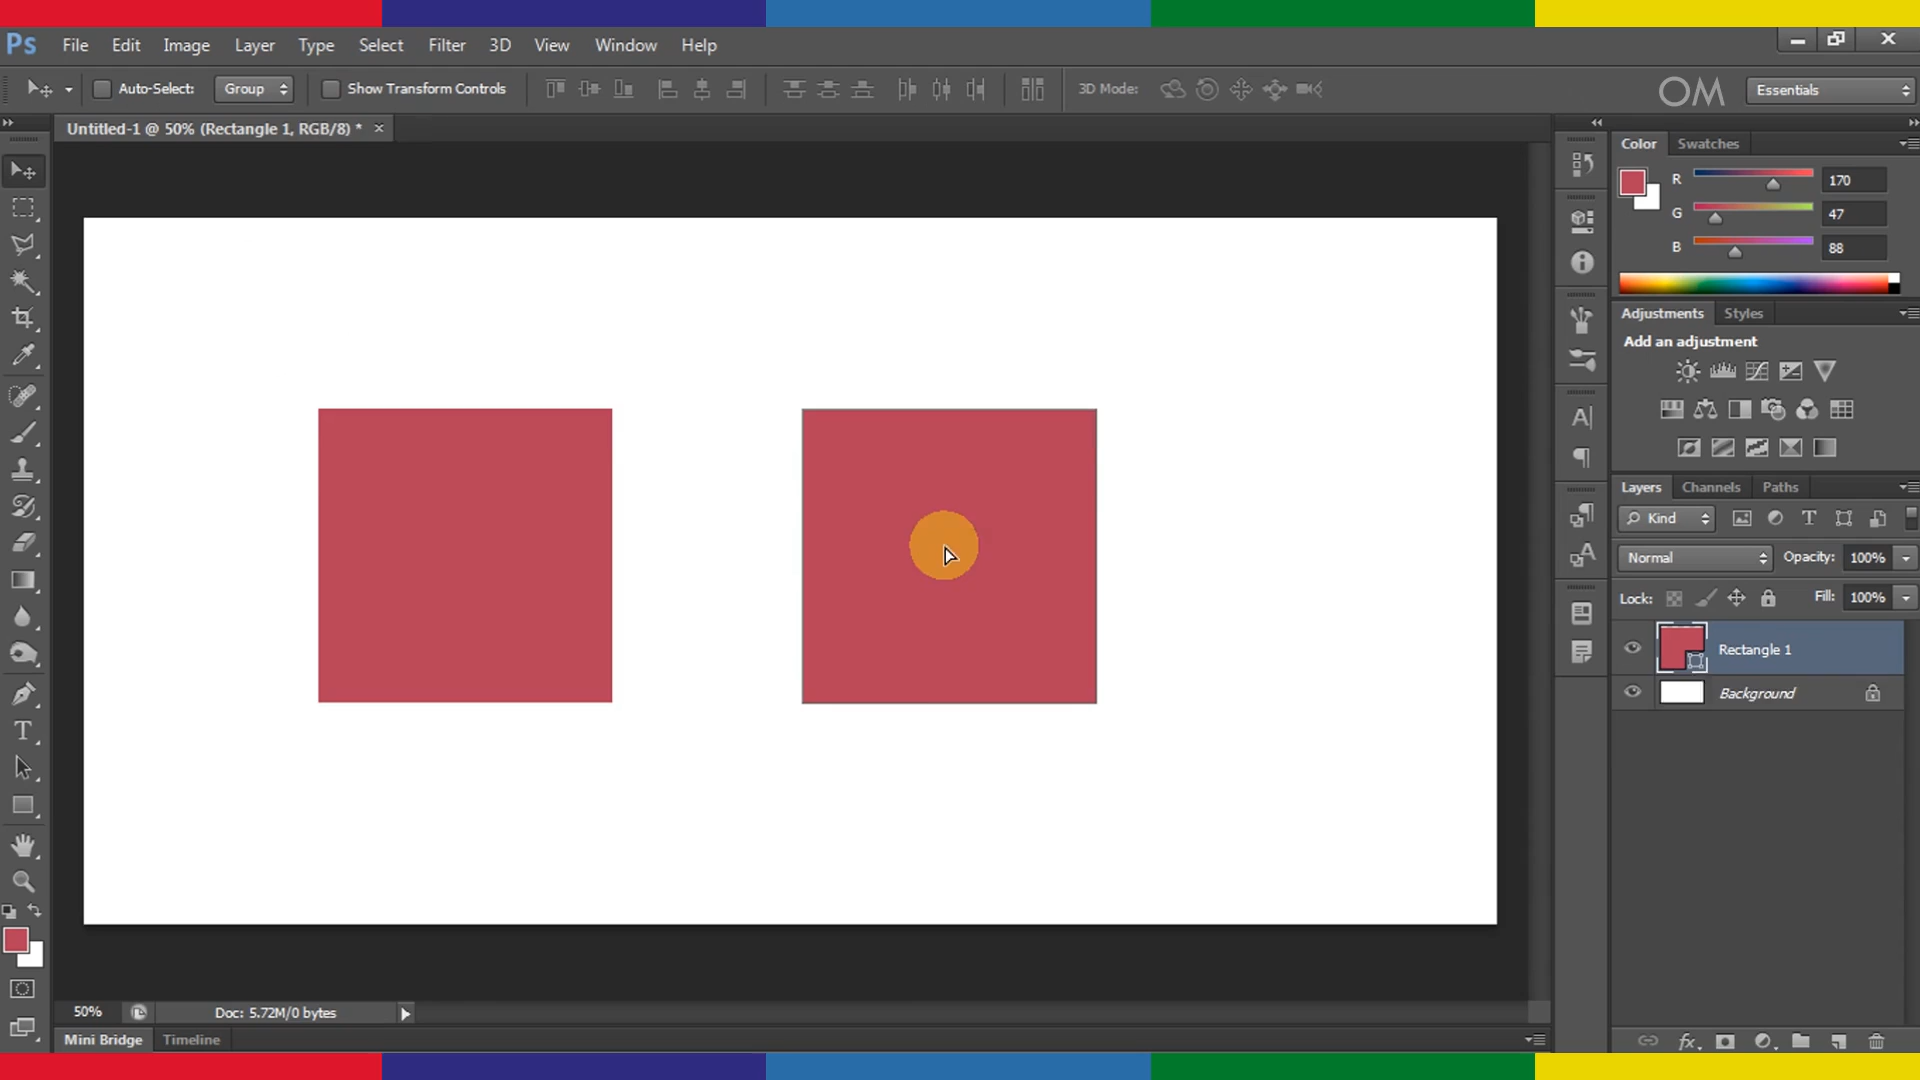 Ps File Edit Image Layer Type Select Filter 3D View Window Help
Auto-Select: Group Show Transform Controls 3D Mode: OM Essentials
Untitled-1 @ 50% (Rectangle 1, RGB/8) * ×
Color Swatches
R 170
G 47
B 88
Adjustments Styles
Add an adjustment
Layers Channels Paths
Kind
Normal Opacity: 100%
Lock: Fill: 100%
Rectangle 1
Background
50% Doc: 5.72M/0 bytes
Mini Bridge Timeline